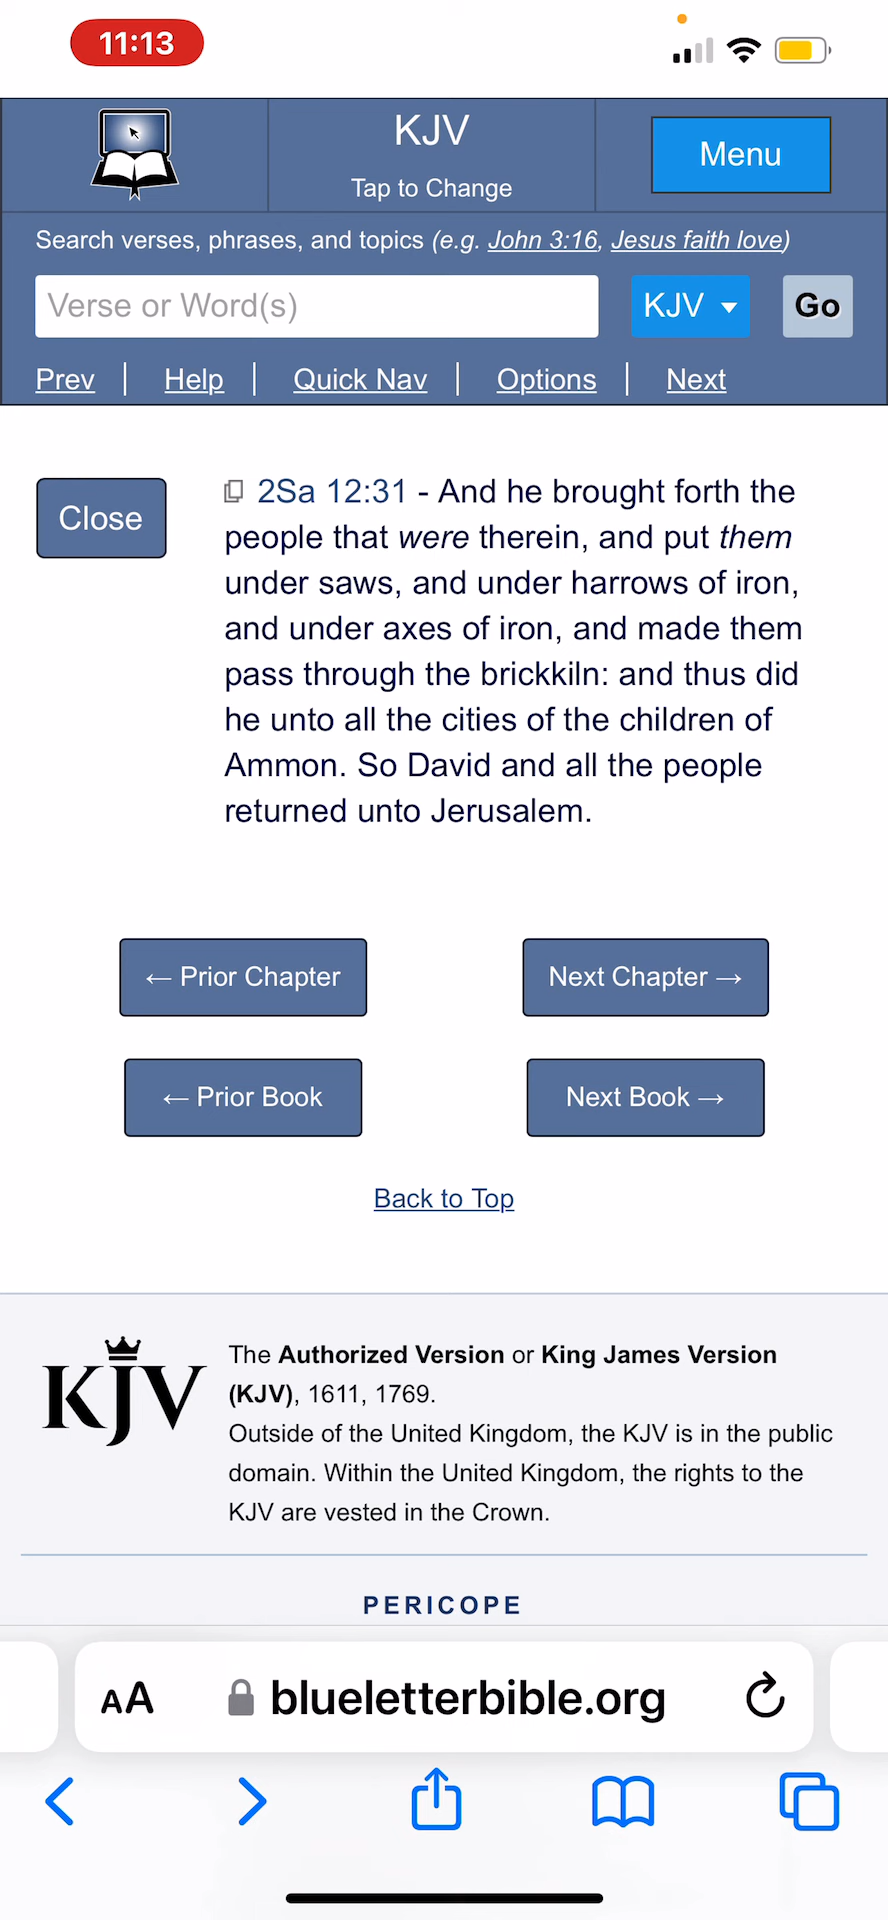 11:13
KJV
Tap to Change
Menu
Search verses, phrases, and topics (e.g. John 3:16, Jesus faith love)
Verse or Word(s)
KJV
Go
Prev | Help | Quick Nav | Options | Next
Close
2Sa 12:31 - And he brought forth the
people that were therein, and put them
under saws, and under harrows of iron,
and under axes of iron, and made them
pass through the brickkiln: and thus did
he unto all the cities of the children of
Ammon. So David and all the people
returned unto Jerusalem.
← Prior Chapter
Next Chapter →
← Prior Book
Next Book →
Back to Top
KJV
The Authorized Version or King James Version
(KJV), 1611, 1769.
Outside of the United Kingdom, the KJV is in the public
domain. Within the United Kingdom, the rights to the
KJV are vested in the Crown.
PERICOPE
AA
blueletterbible.org